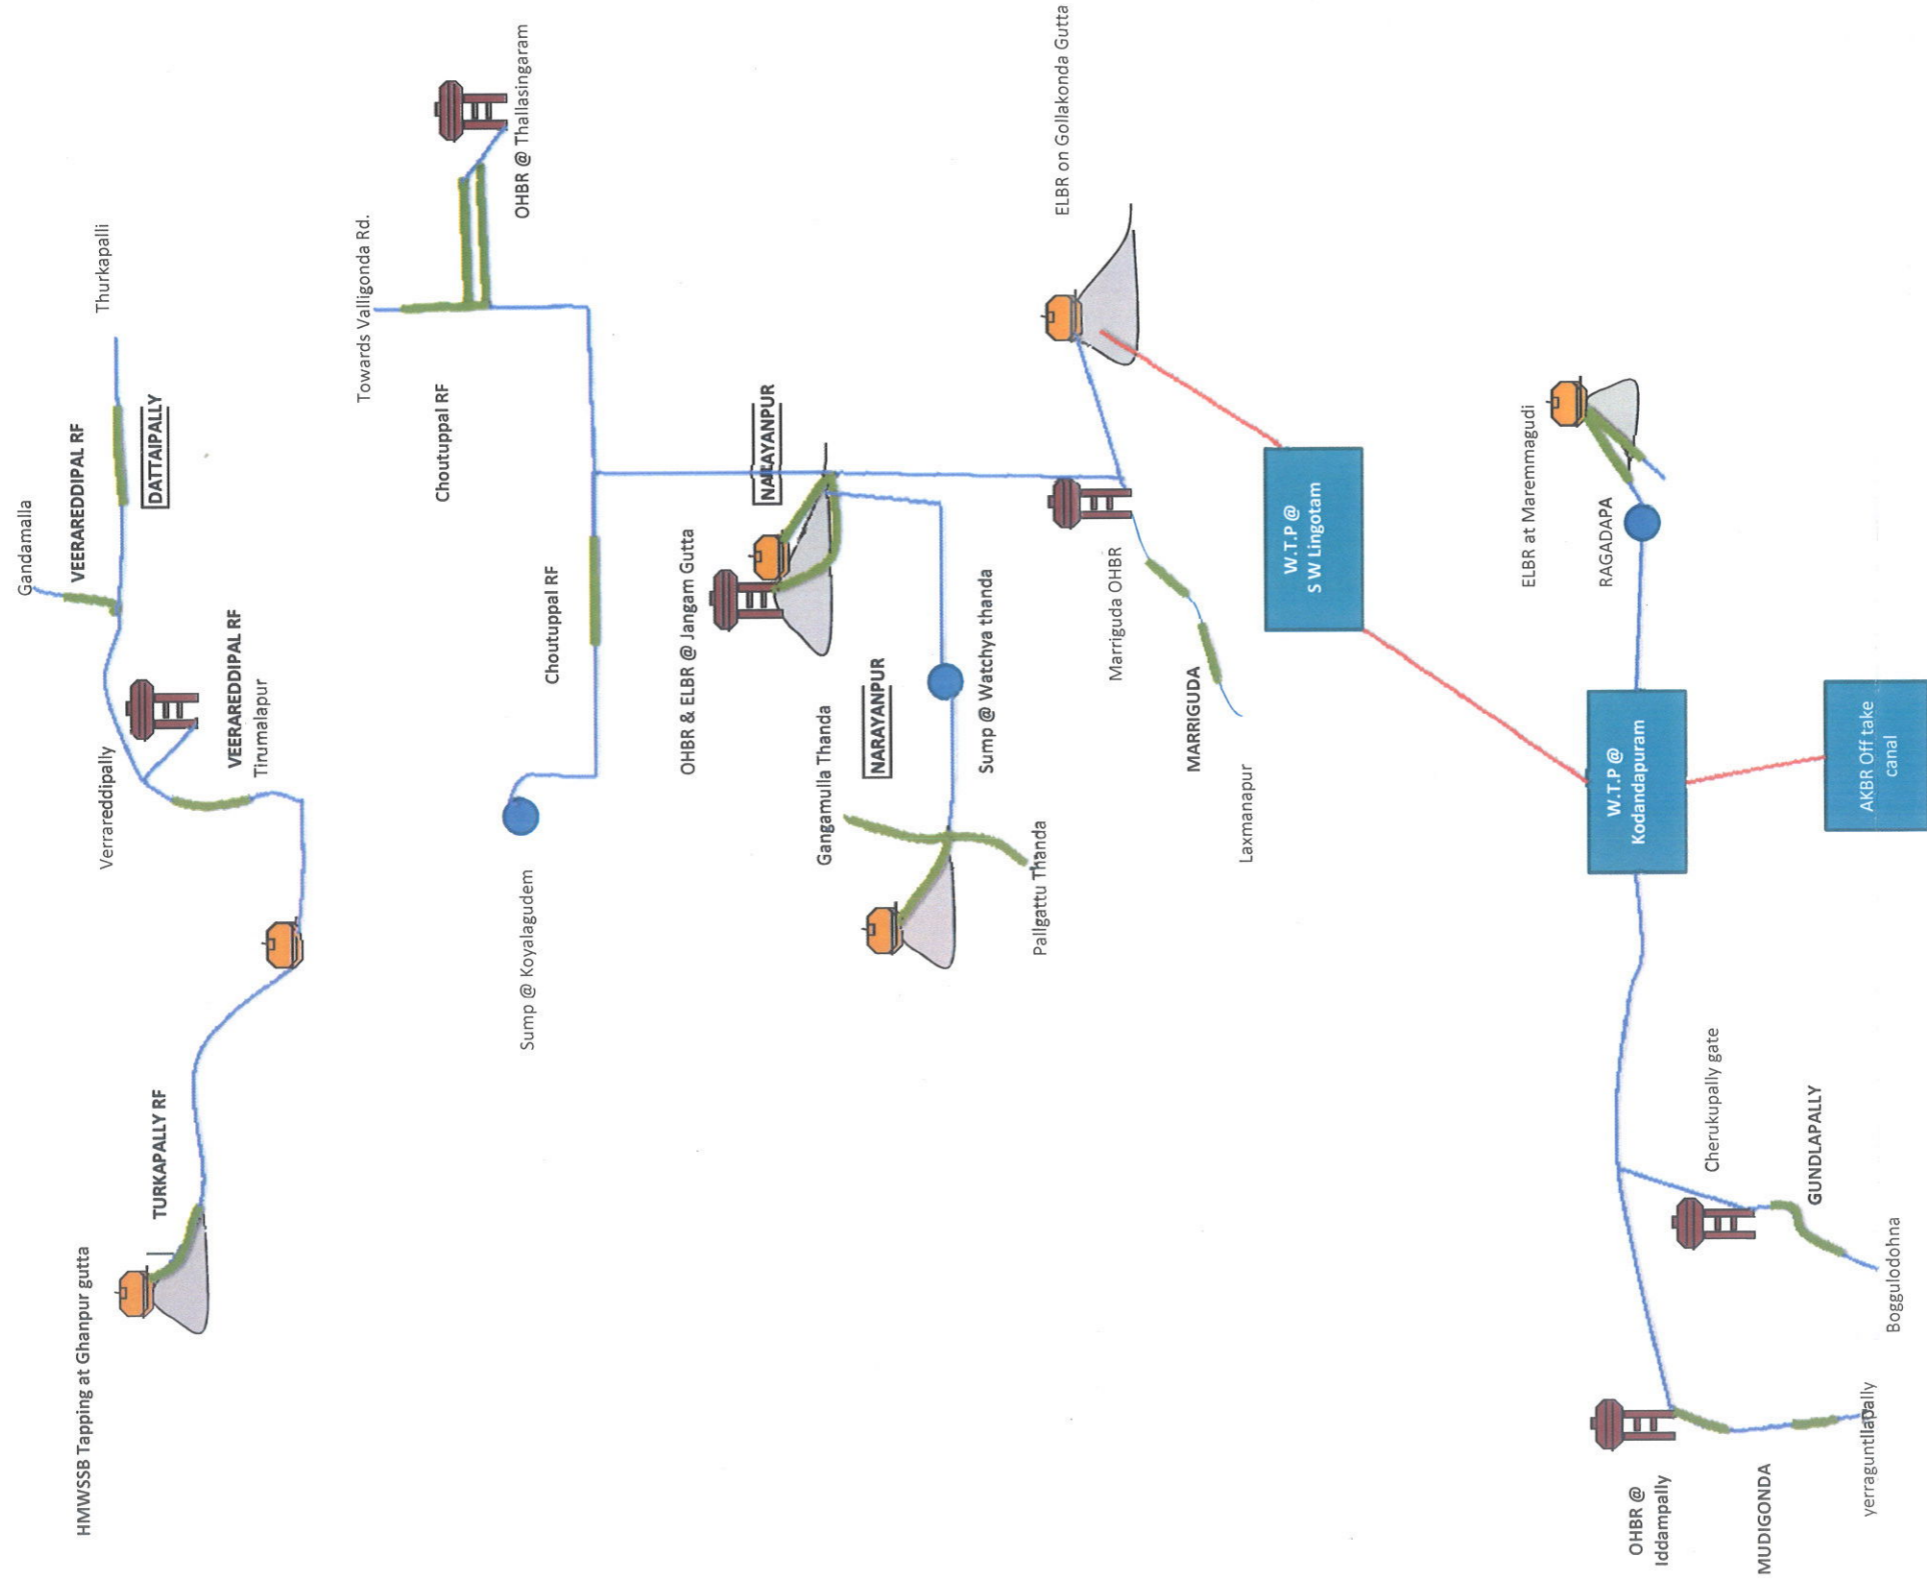 HMWSSB Tapping at Ghanpur gutta
TURKAPALLY RF
Verrareddipally
VEERAREDDIPAL RF
Tirumalapur
Gandamalla
VEERAREDDIPAL RF
DATTAIPALLY
Thurkapalli
Sump @ Koyalagudem
Choutuppal RF
Choutuppal RF
Towards Valligonda Rd.
OHBR @ Thallasingaram
OHBR & ELBR @ Jangam Gutta
NARAYANPUR
Gangamulla Thanda
NARAYANPUR
Pallgattu Thanda
Sump @ Watchya thanda
Marriguda OHBR
MARRIGUDA
Laxmanapur
ELBR on Gollakonda Gutta
W.T.P @
S W Lingotam
ELBR at Maremmagudi
RAGADAPA
W.T.P @
Kodandapuram
AKBR Off take
canal
OHBR @
Iddampally
MUDIGONDA
yerraguntllapally
Cherukupally gate
GUNDLAPALLY
Boggulodohna